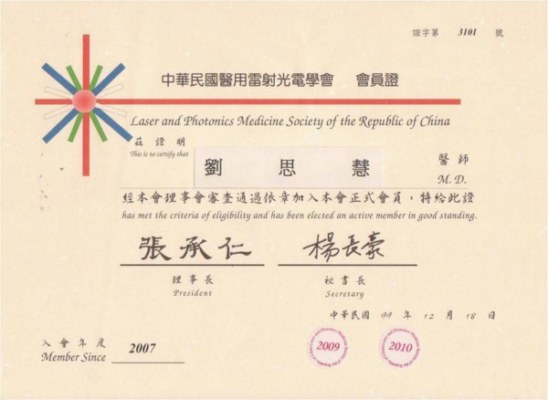 證字第 3101 號
中華民國醫用雷射光電學會 會員證
Laser and Photonics Medicine Society of the Republic of China
茲證明
This is to certify that
劉思慧 醫師
M. D.
經本會理事會審查通過依章加入本會正式會員，特給此證
has met the criteria of eligibility and has been elected an active member in good standing.
張承仁 楊長豪
理事長 秘書長
President Secretary
中華民國 99 年 12 月 18 日
入會年度
Member Since 2007
2009 2010